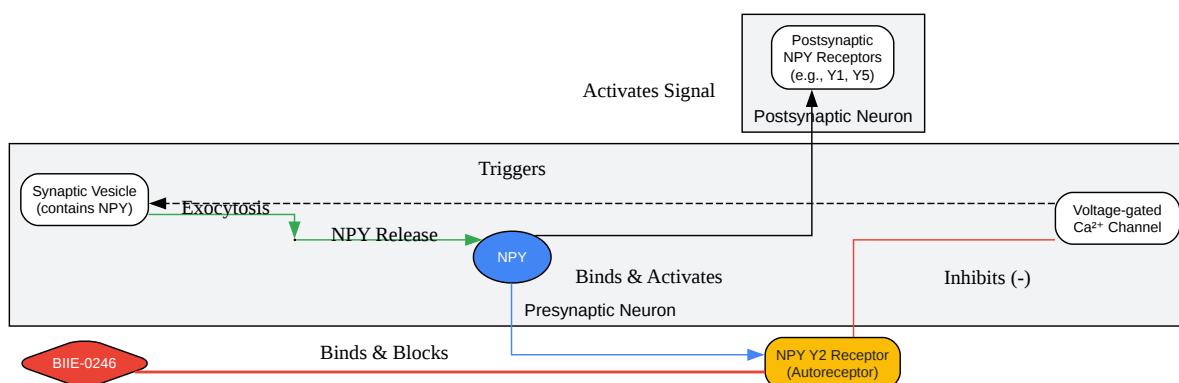 Postsynaptic
NPY Receptors
(e.g., Y1, Y5)
Activates Signal
Postsynaptic Neuron
Triggers
Synaptic Vesicle
(contains NPY)
Exocytosis
Voltage-gated
Ca²⁺ Channel
NPY Release
NPY
Binds & Activates
Inhibits (-)
Presynaptic Neuron
BIIE-0246
Binds & Blocks
NPY Y2 Receptor
(Autoreceptor)